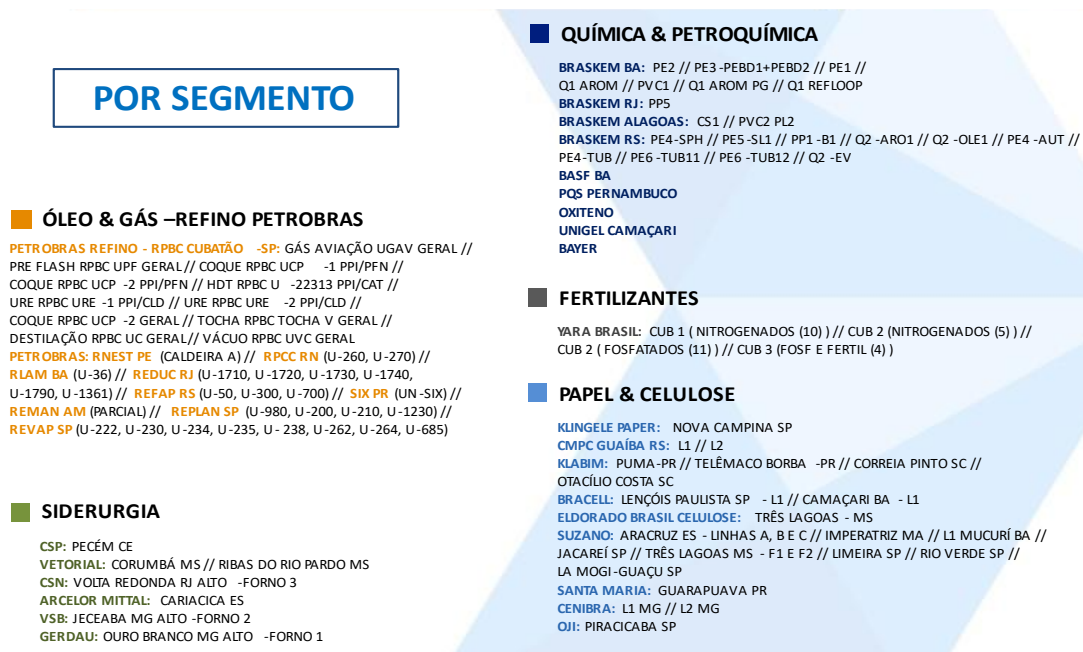 POR SEGMENTO
ÓLEO & GÁS –REFINO PETROBRAS
PETROBRAS REFINO - RPBC CUBATÃO -SP: GÁS AVIAÇÃO UGAV GERAL //
PRE FLASH RPBC UPF GERAL // COQUE RPBC UCP -1 PPI/PFN //
COQUE RPBC UCP -2 PPI/PFN // HDT RPBC U -22313 PPI/CAT //
URE RPBC URE -1 PPI/CLD // URE RPBC URE -2 PPI/CLD //
COQUE RPBC UCP -2 GERAL // TOCHA RPBC TOCHA V GERAL //
DESTILAÇÃO RPBC UC GERAL // VÁCUO RPBC UVC GERAL
PETROBRAS: RNEST PE (CALDEIRA A) // RPCC RN (U-260, U-270) //
RLAM BA (U-36) // REDUC RJ (U-1710, U-1720, U-1730, U-1740,
U-1790, U-1361) // REFAP RS (U-50, U-300, U-700) // SIX PR (UN-SIX) //
REMAN AM (PARCIAL) // REPLAN SP (U-980, U-200, U-210, U-1230) //
REVAP SP (U-222, U-230, U-234, U-235, U- 238, U-262, U-264, U-685)
SIDERURGIA
CSP: PECÉM CE
VETORIAL: CORUMBÁ MS // RIBAS DO RIO PARDO MS
CSN: VOLTA REDONDA RJ ALTO -FORNO 3
ARCELOR MITTAL: CARIACICA ES
VSB: JECEABA MG ALTO -FORNO 2
GERDAU: OURO BRANCO MG ALTO -FORNO 1
QUÍMICA & PETROQUÍMICA
BRASKEM BA: PE2 // PE3 -PEBD1+PEBD2 // PE1 //
Q1 AROM // PVC1 // Q1 AROM PG // Q1 REFLOOP
BRASKEM RJ: PP5
BRASKEM ALAGOAS: CS1 // PVC2 PL2
BRASKEM RS: PE4-SPH // PE5 -SL1 // PP1 -B1 // Q2 -ARO1 // Q2 -OLE1 // PE4 -AUT //
PE4-TUB // PE6 -TUB11 // PE6 -TUB12 // Q2 -EV
BASF BA
PQS PERNAMBUCO
OXITENO
UNIGEL CAMAÇARI
BAYER
FERTILIZANTES
YARA BRASIL: CUB 1 ( NITROGENADOS (10) ) // CUB 2 (NITROGENADOS (5) ) //
CUB 2 ( FOSFATADOS (11) ) // CUB 3 (FOSF E FERTIL (4) )
PAPEL & CELULOSE
KLINGELE PAPER: NOVA CAMPINA SP
CMPC GUAÍBA RS: L1 // L2
KLABIM: PUMA-PR // TELÊMACO BORBA -PR // CORREIA PINTO SC //
OTACÍLIO COSTA SC
BRACELL: LENÇÓIS PAULISTA SP - L1 // CAMAÇARI BA - L1
ELDORADO BRASIL CELULOSE: TRÊS LAGOAS - MS
SUZANO: ARACRUZ ES - LINHAS A, B E C // IMPERATRIZ MA // L1 MUCURÍ BA //
JACAREÍ SP // TRÊS LAGOAS MS - F1 E F2 // LIMEIRA SP // RIO VERDE SP //
LA MOGI -GUAÇU SP
SANTA MARIA: GUARAPUAVA PR
CENIBRA: L1 MG // L2 MG
OJI: PIRACICABA SP